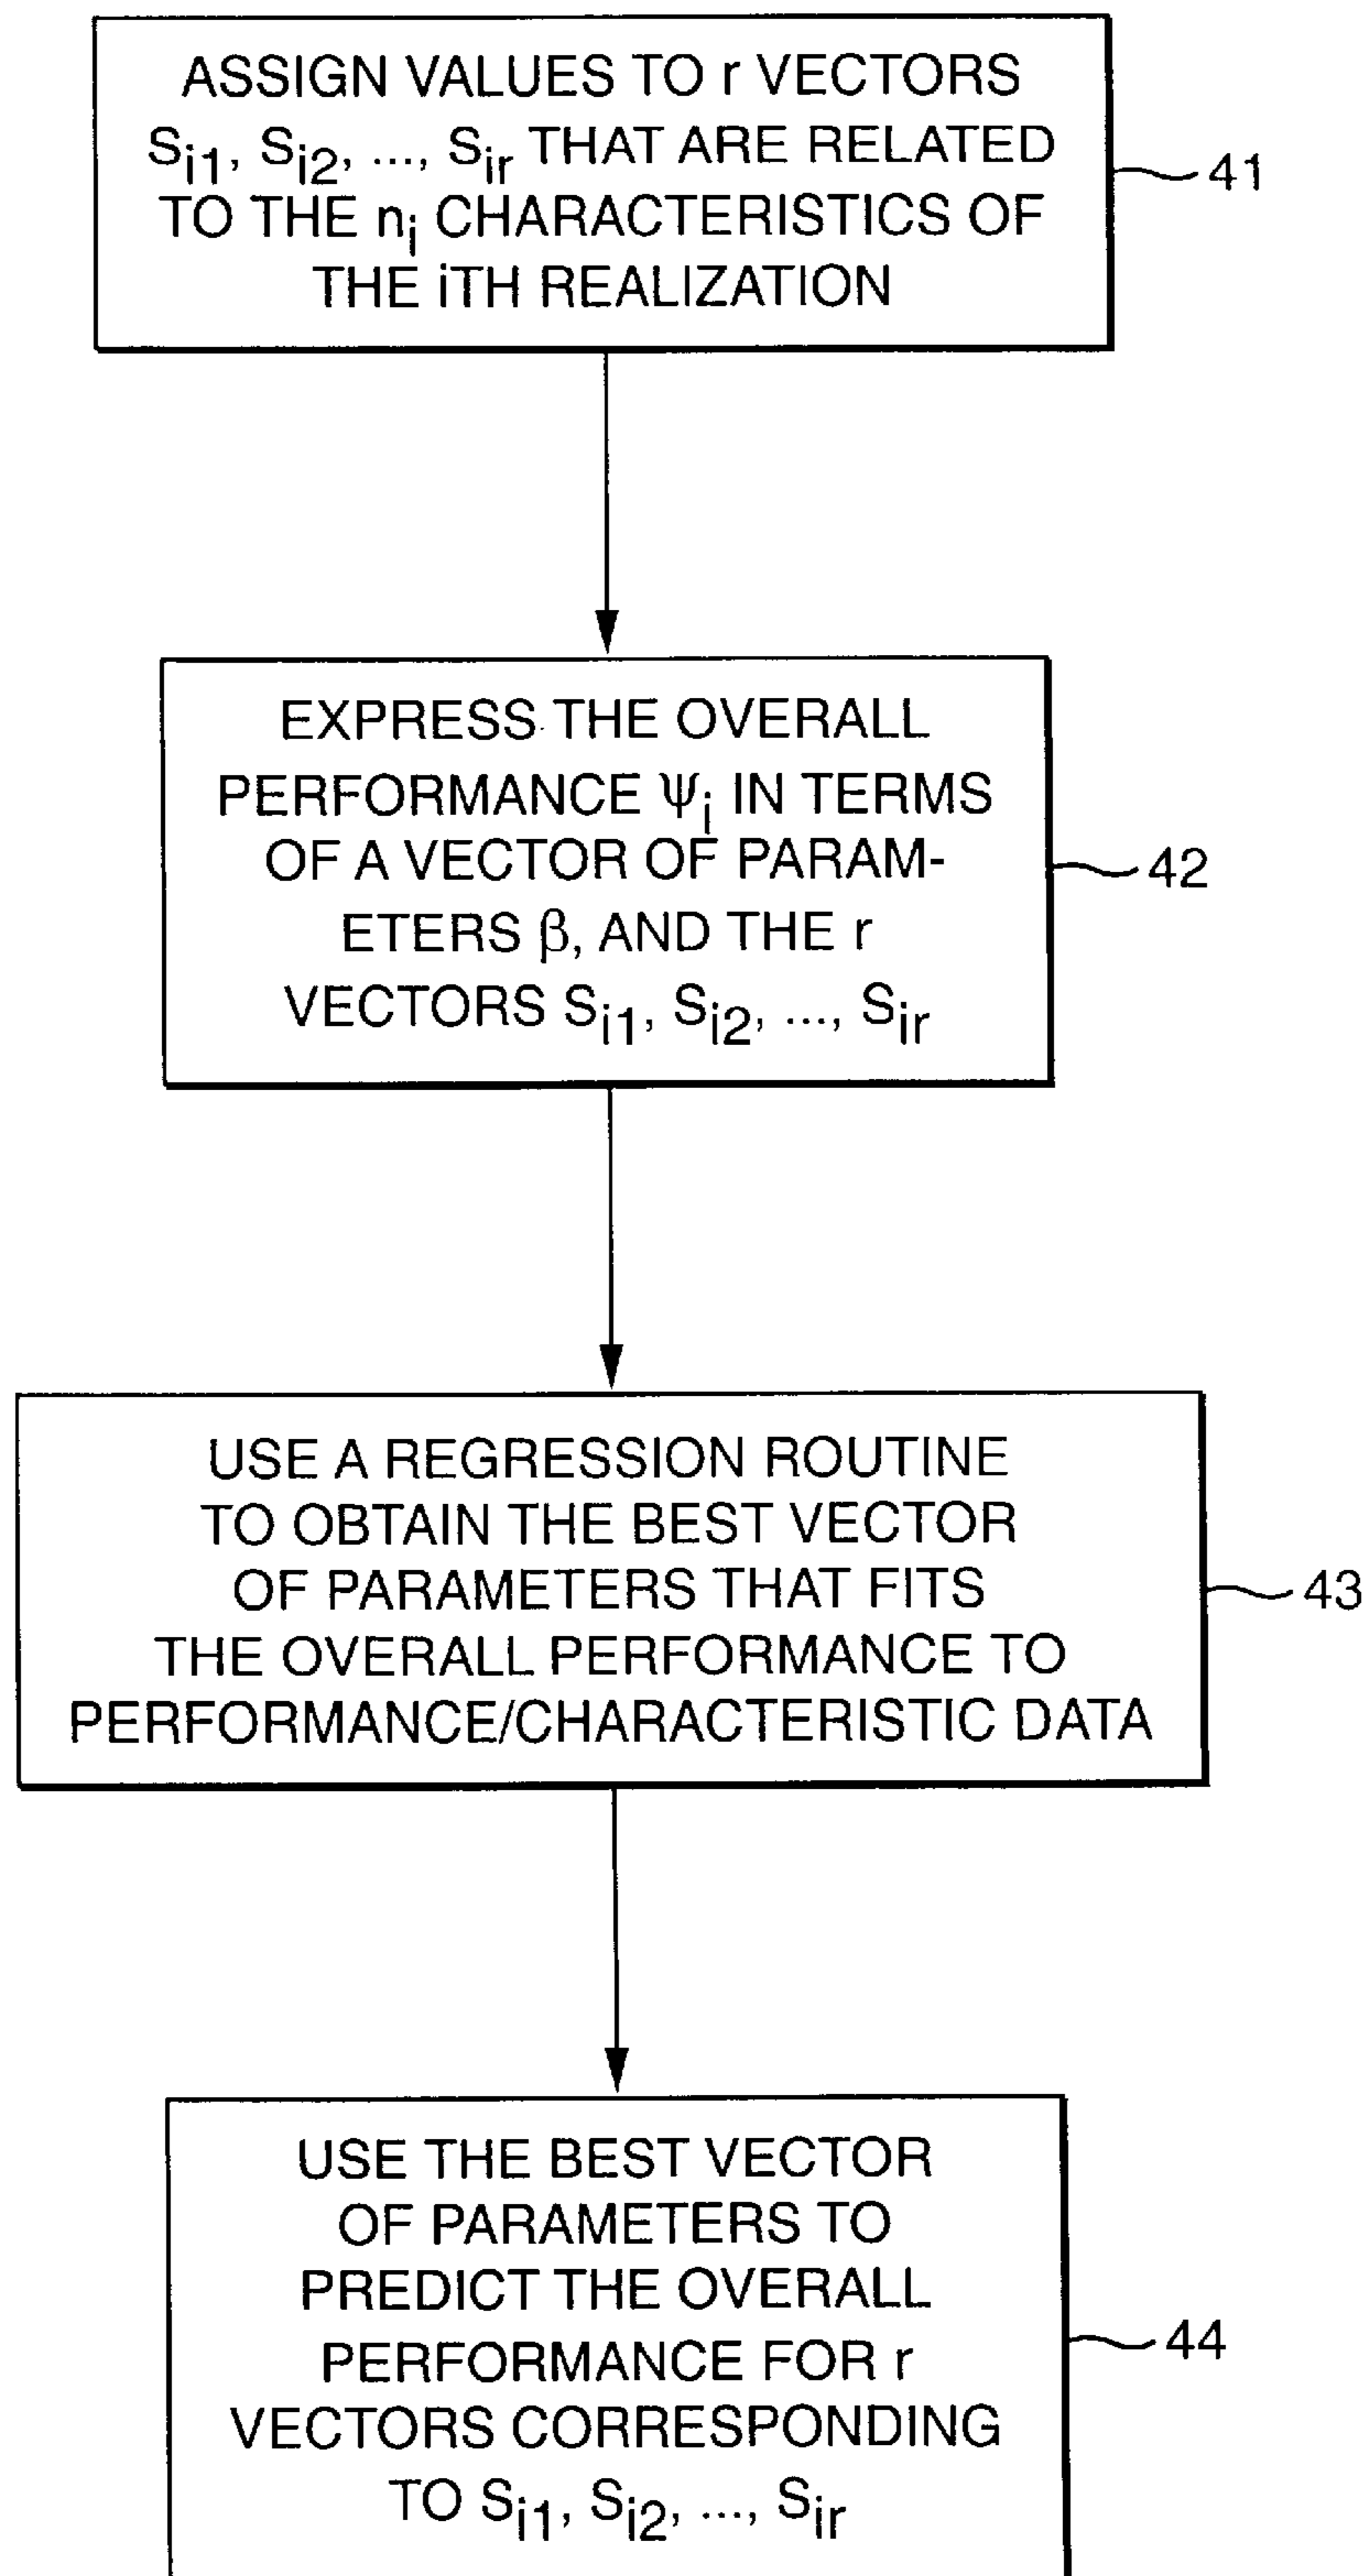 ASSIGN VALUES TO r VECTORS
Si1, Si2, ..., Sir THAT ARE RELATED
TO THE ni CHARACTERISTICS OF
THE iTH REALIZATION
41
EXPRESS THE OVERALL
PERFORMANCE Ψi IN TERMS
OF A VECTOR OF PARAM-
ETERS β, AND THE r
VECTORS Si1, Si2, ..., Sir
42
USE A REGRESSION ROUTINE
TO OBTAIN THE BEST VECTOR
OF PARAMETERS THAT FITS
THE OVERALL PERFORMANCE TO
PERFORMANCE/CHARACTERISTIC DATA
43
USE THE BEST VECTOR
OF PARAMETERS TO
PREDICT THE OVERALL
PERFORMANCE FOR r
VECTORS CORRESPONDING
TO Si1, Si2, ..., Sir
44